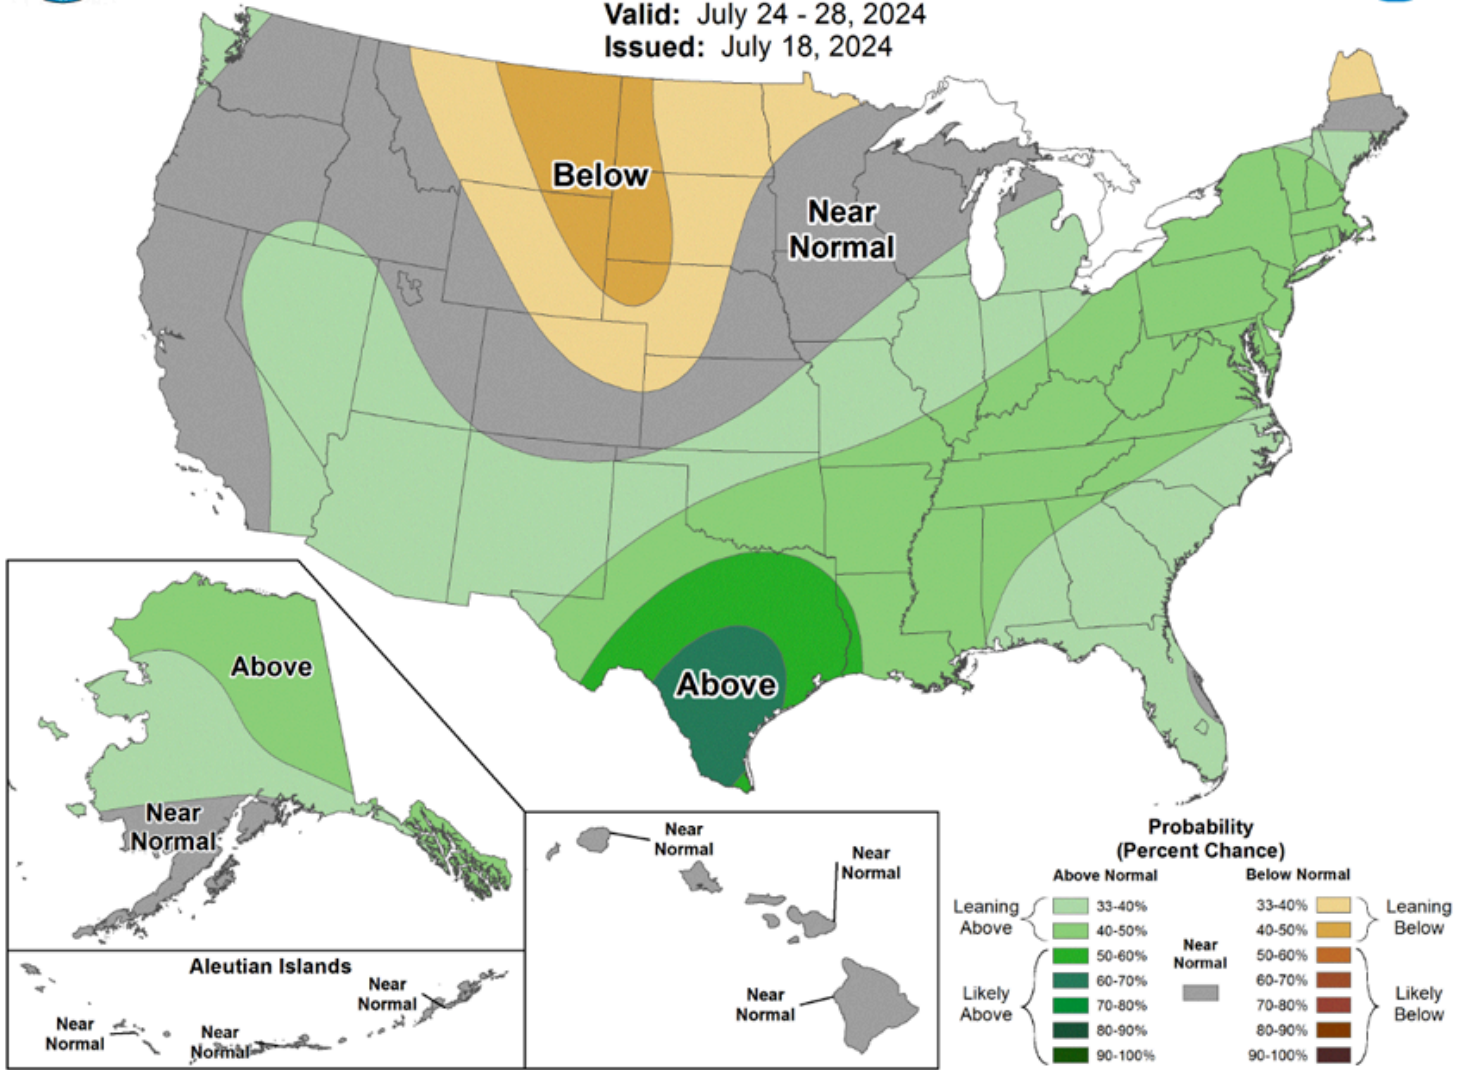 Valid: July 24 - 28, 2024
Issued: July 18, 2024
Below
Near
Normal
Above
Above
Near
Normal
Near
Normal
Near
Normal
Near
Normal
Aleutian Islands
Near
Normal
Near
Normal
Near
Normal
Probability
(Percent Chance)
Above Normal
Below Normal
Leaning
Above
33-40%
40-50%
Likely
Above
50-60%
60-70%
70-80%
80-90%
90-100%
Near
Normal
33-40%
40-50%
Leaning
Below
50-60%
60-70%
70-80%
80-90%
90-100%
Likely
Below